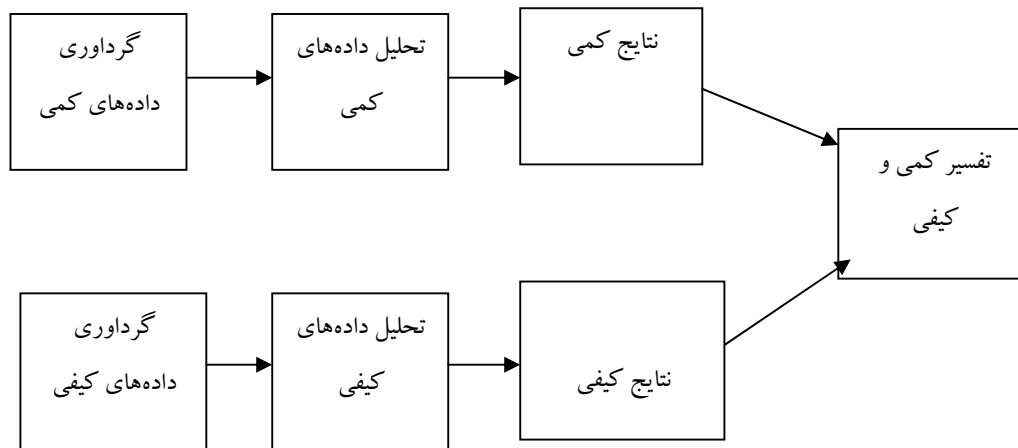 گرداوری
داده‌های کمی
تحلیل داده‌های
کمی
نتایج کمی
تفسیر کمی و
کیفی
گرداوری
داده‌های کیفی
تحلیل داده‌های
کیفی
نتایج کیفی